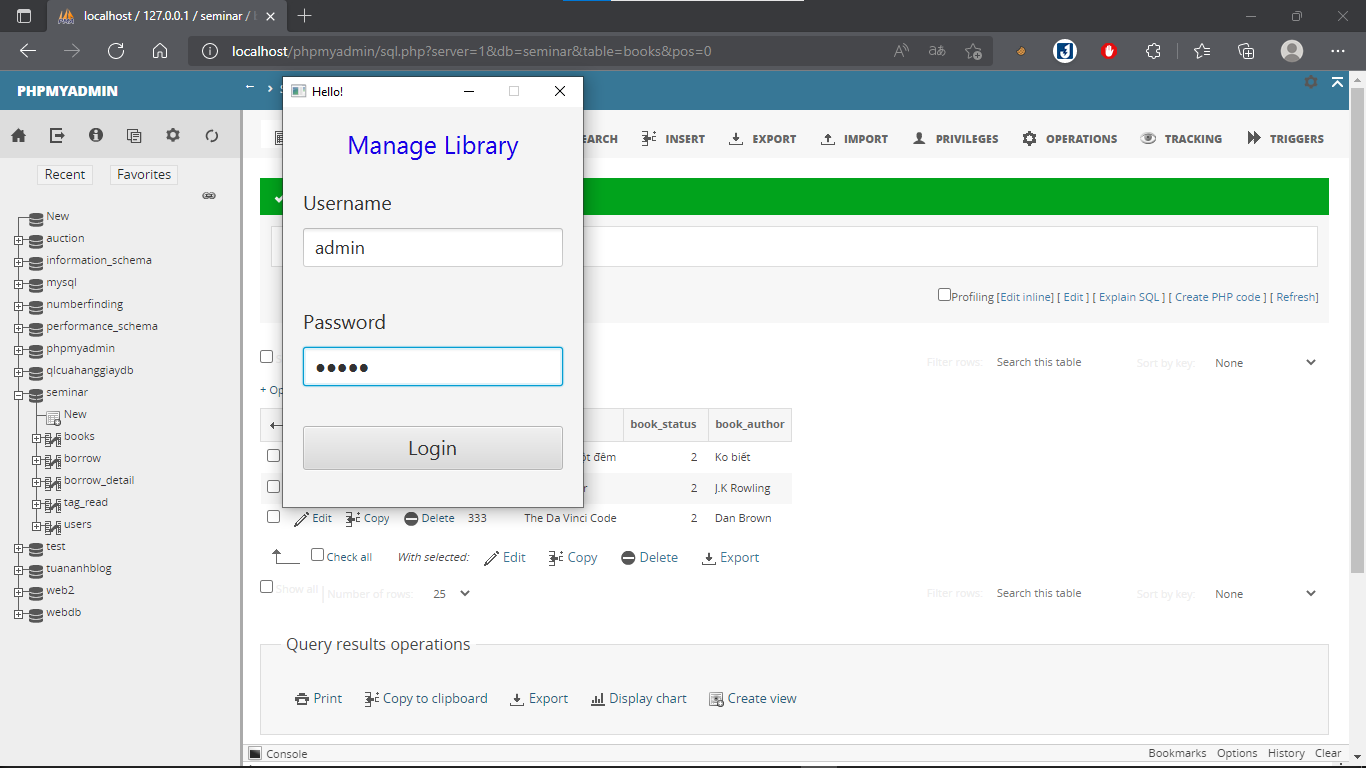 localhost / 127.0.0.1 / seminar /
localhost/phpmyadmin/sql.php?server=1&db=seminar&table=books&pos=0
PHPMYADMIN
Hello!
Manage Library
Username
admin
Password
•••••
Login
EARCH INSERT EXPORT IMPORT PRIVILEGES OPERATIONS TRACKING TRIGGERS
Recent Favorites
New
auction
information_schema
mysql
numberfinding
performance_schema
phpmyadmin
qlcuahanggiaydb
seminar
New
books
borrow
borrow_detail
tag_read
users
test
tuananhblog
web2
webdb
Profiling [Edit inline] [ Edit ] [ Explain SQL ] [ Create PHP code ] [ Refresh]
Filter rows: Search this table Sort by key: None
+ Op
book_status book_author
ột đêm 2 Ko biết
r 2 J.K Rowling
Edit Copy Delete 333 The Da Vinci Code 2 Dan Brown
Check all With selected: Edit Copy Delete Export
Show all Number of rows: 25 Filter rows: Search this table Sort by key: None
Query results operations
Print Copy to clipboard Export Display chart Create view
Console Bookmarks Options History Clear